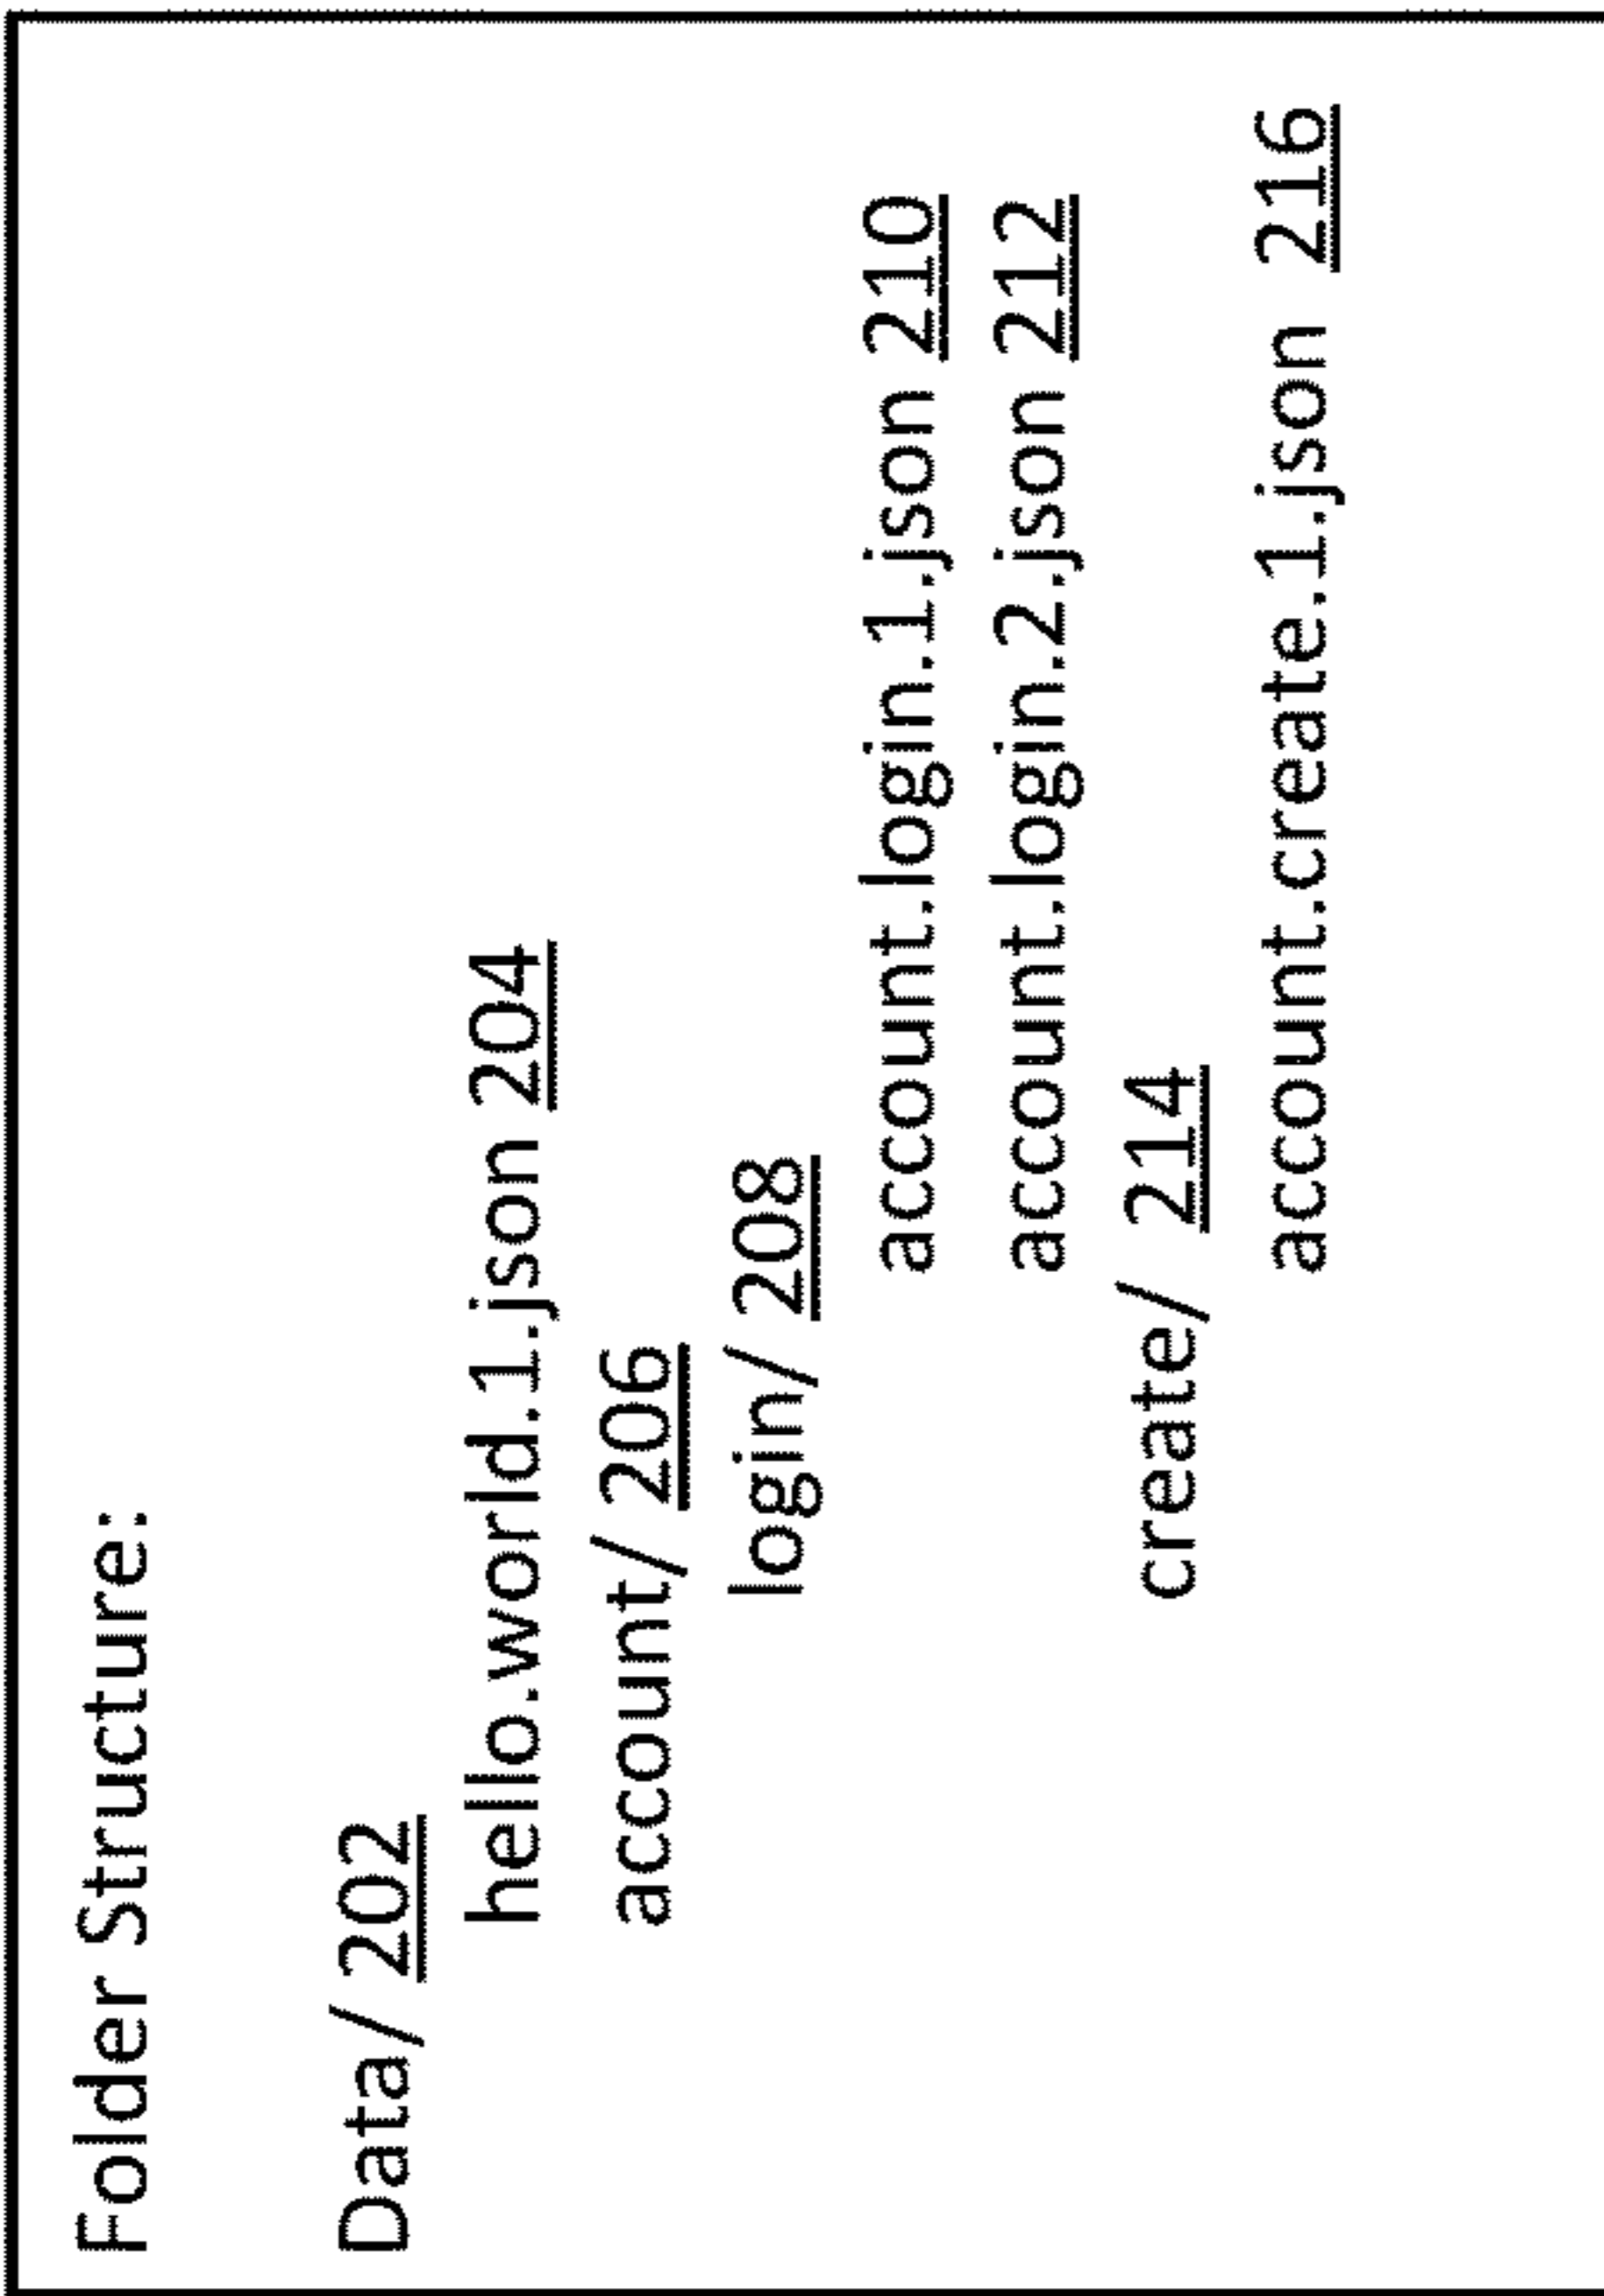 Folder Structure:
Data/ 202
hello.world.1.json 204
account/ 206
login/ 208
account.login.1.json 210
account.login.2.json 212
create/ 214
account.create.1.json 216